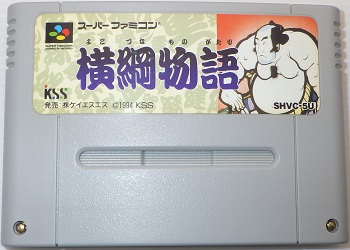 スーパーファミコン
よこ づな もの がたり
横綱物語
KSS
発売 ㈱ケイエスエス ©1994 KSS
SHVC-5U